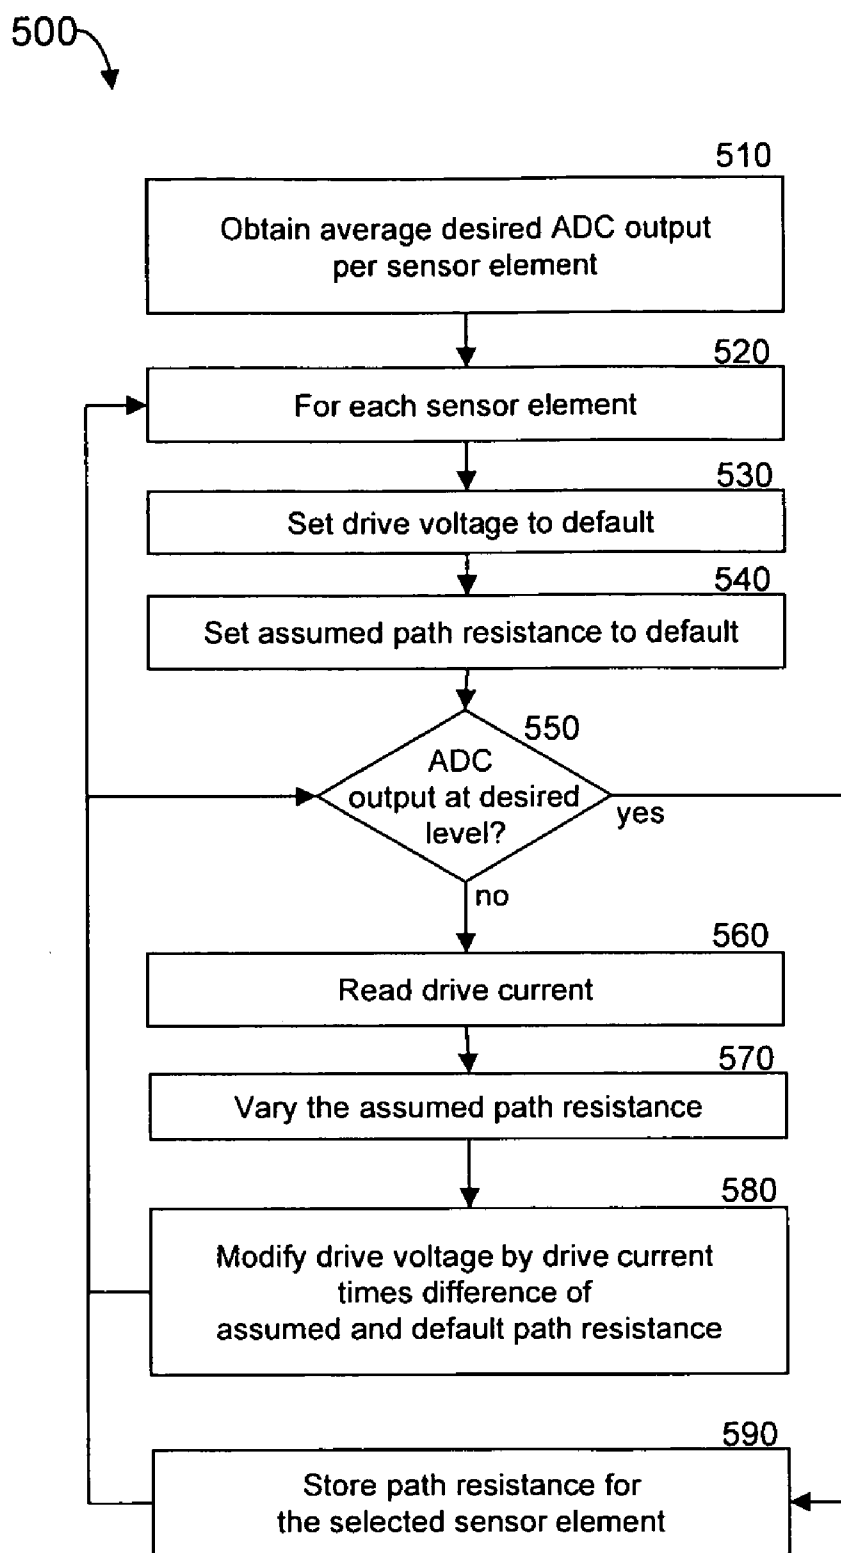 500
510
Obtain average desired ADC output
per sensor element
520
For each sensor element
530
Set drive voltage to default
540
Set assumed path resistance to default
550
ADC
output at desired
level?
yes
no
560
Read drive current
570
Vary the assumed path resistance
580
Modify drive voltage by drive current
times difference of
assumed and default path resistance
590
Store path resistance for
the selected sensor element